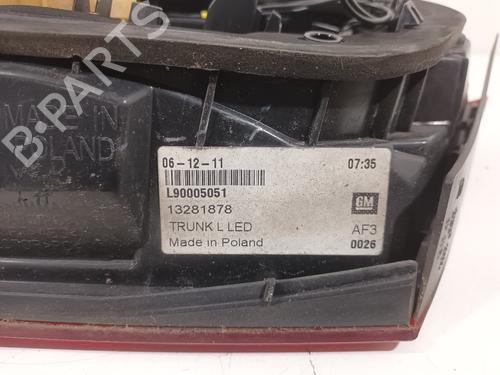 MADE IN
POLAND
06-12-11 07:35
L90005051
13281878
GM
TRUNK L LED AF3
Made in Poland 0026
B-PARTS